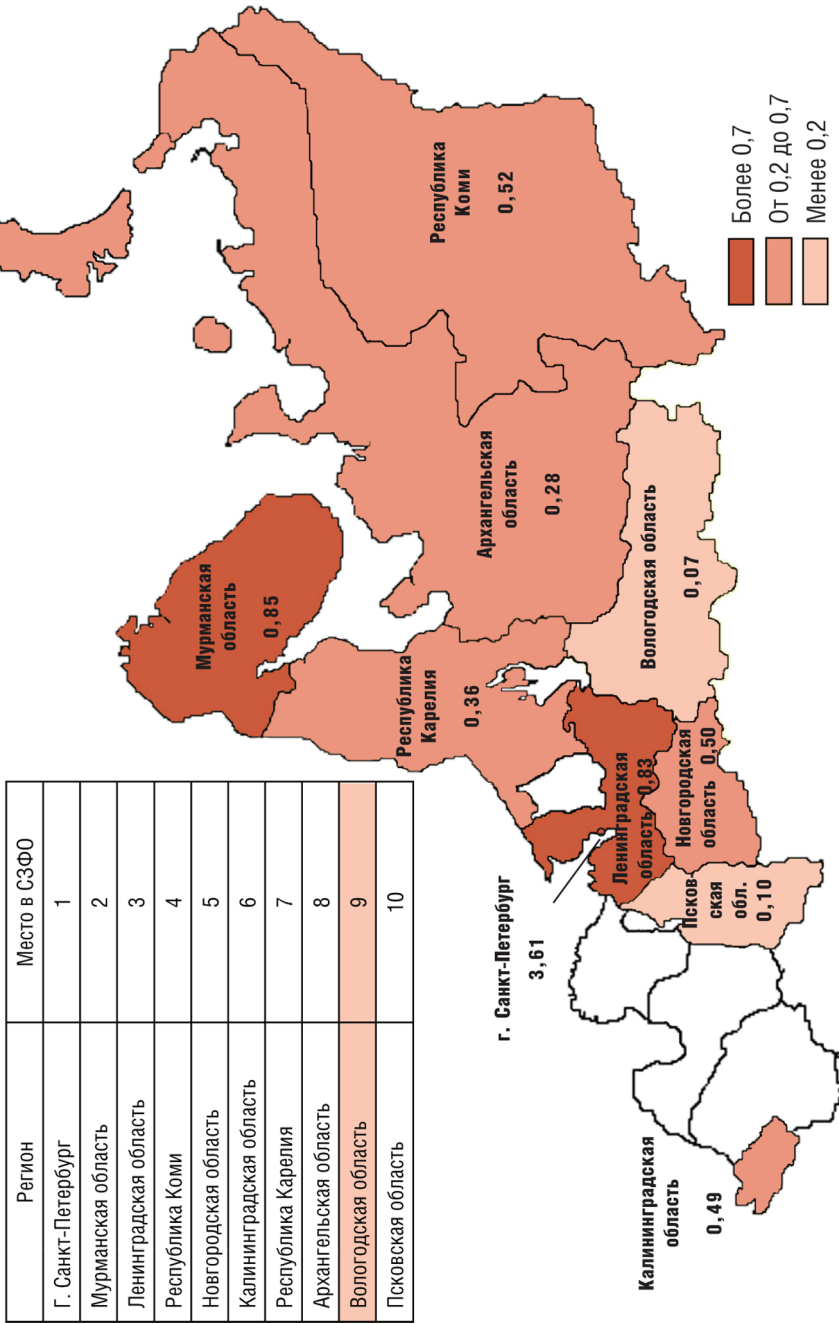 Регион Место в СЗФО
Г. Санкт-Петербург 1
Мурманская область 2
Ленинградская область 3
Республика Коми 4
Новгородская область 5
Калининградская область 6
Республика Карелия 7
Архангельская область 8
Вологодская область 9
Псковская область 10
Мурманская
область
0,85
Республика
Карелия
0,36
Архангельская
область
0,28
Республика
Коми
0,52
г. Санкт-Петербург
3,61
Ленинградская
область 0,83
Новгородская
область 0,50
Вологодская область
0,07
Псков-
ская
обл.
0,10
Калининградская
область
0,49
Более 0,7
От 0,2 до 0,7
Менее 0,2